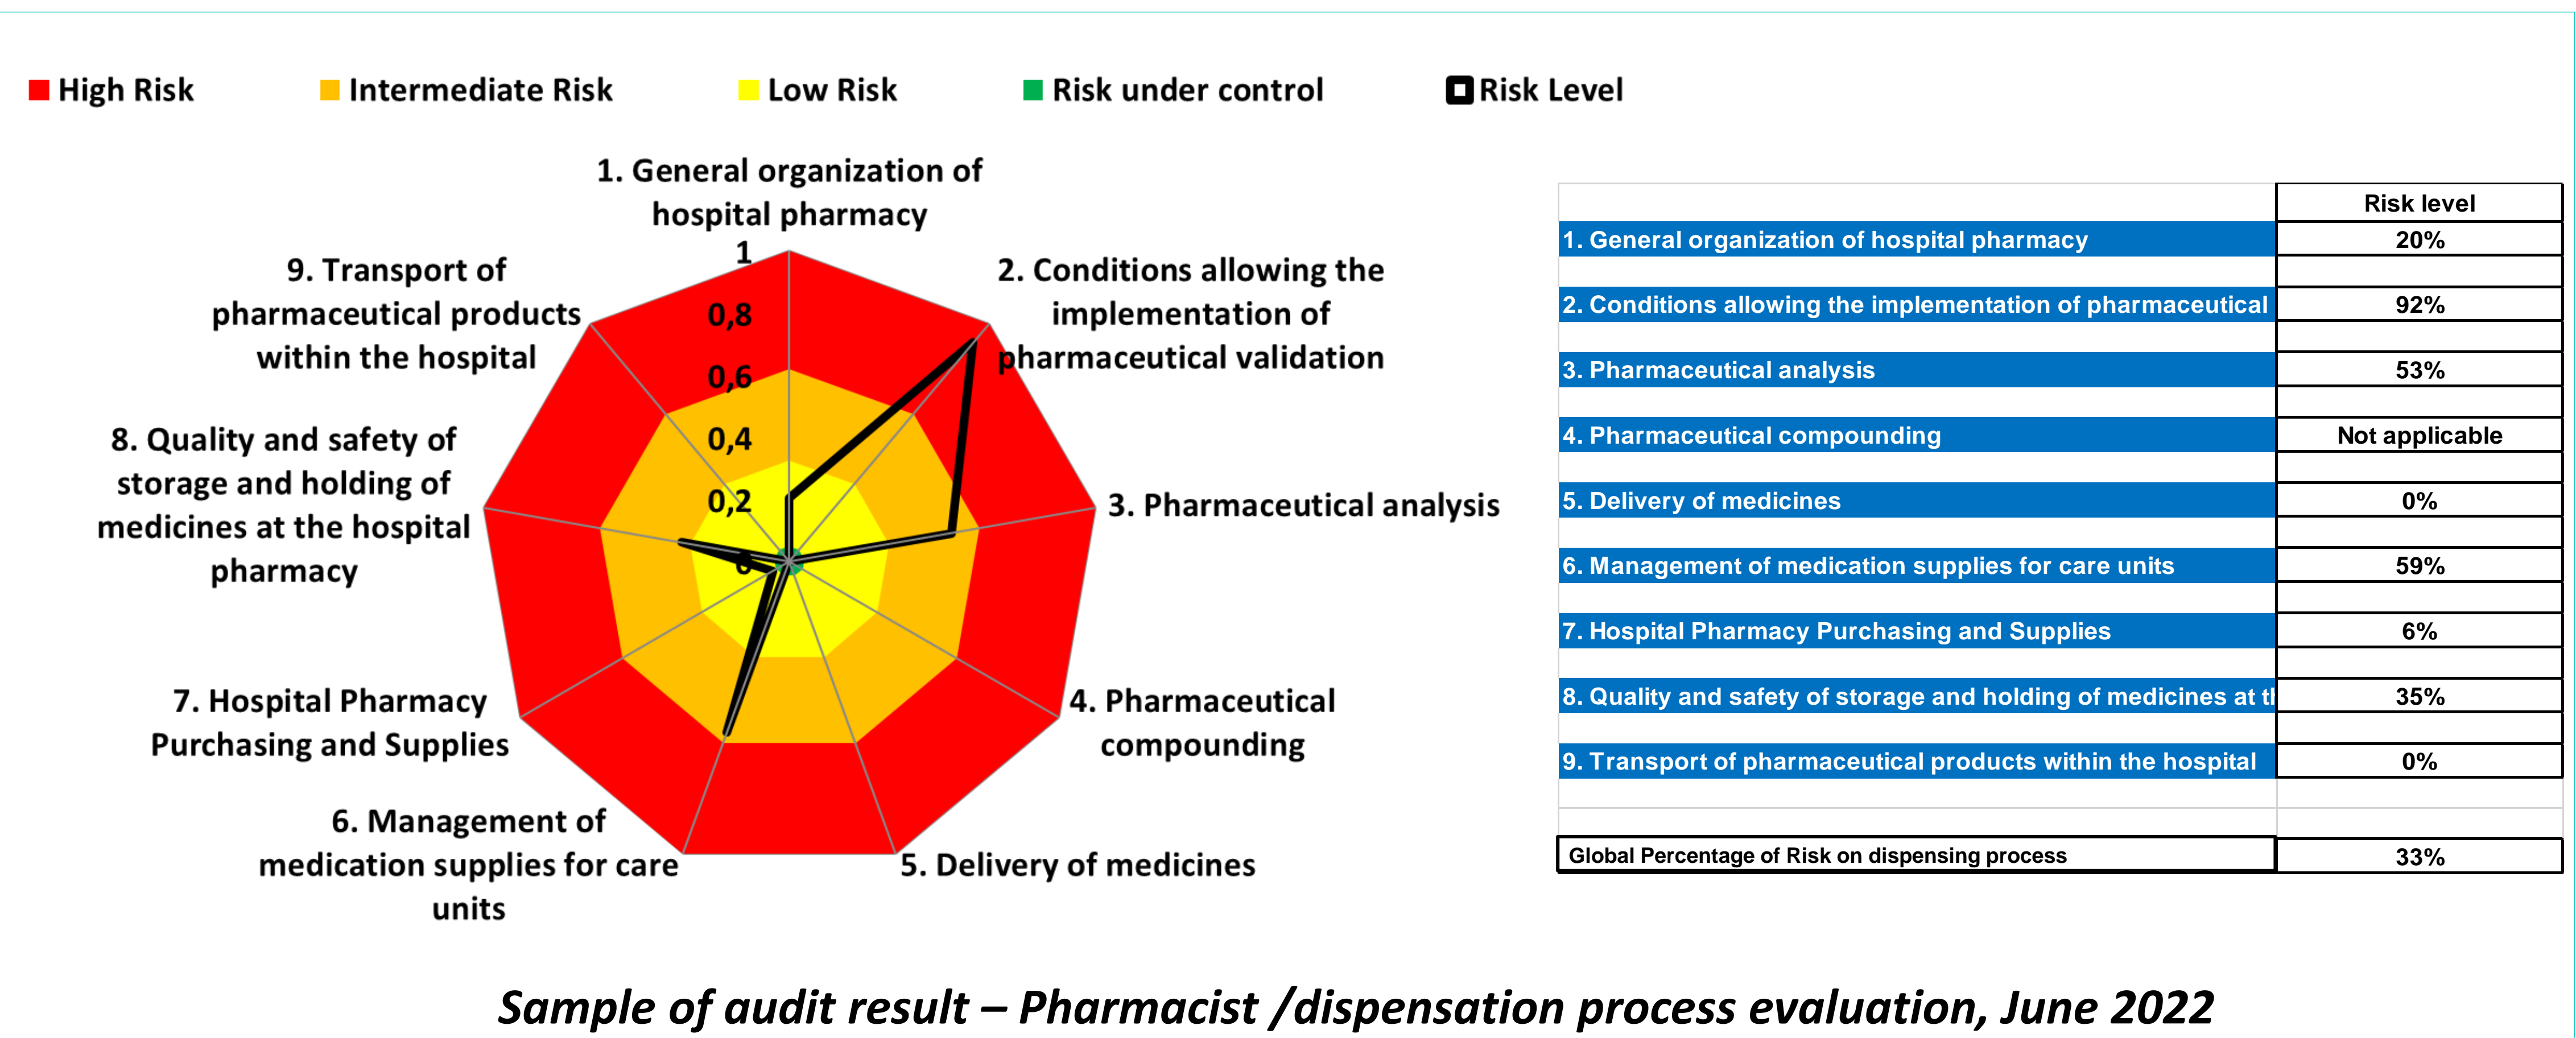 High Risk
Intermediate Risk
Low Risk
Risk under control
Risk Level
1. General organization of
hospital pharmacy
2. Conditions allowing the
implementation of
pharmaceutical validation
3. Pharmaceutical analysis
4. Pharmaceutical
compounding
5. Delivery of medicines
6. Management of
medication supplies for care
units
7. Hospital Pharmacy
Purchasing and Supplies
8. Quality and safety of
storage and holding of
medicines at the hospital
pharmacy
9. Transport of
pharmaceutical products
within the hospital
1
0,8
0,6
0,4
0,2
0
Risk level
1. General organization of hospital pharmacy 20%
2. Conditions allowing the implementation of pharmaceutical 92%
3. Pharmaceutical analysis 53%
4. Pharmaceutical compounding Not applicable
5. Delivery of medicines 0%
6. Management of medication supplies for care units 59%
7. Hospital Pharmacy Purchasing and Supplies 6%
8. Quality and safety of storage and holding of medicines at 35%
9. Transport of pharmaceutical products within the hospital 0%
Global Percentage of Risk on dispensing process 33%
Sample of audit result – Pharmacist /dispensation process evaluation, June 2022